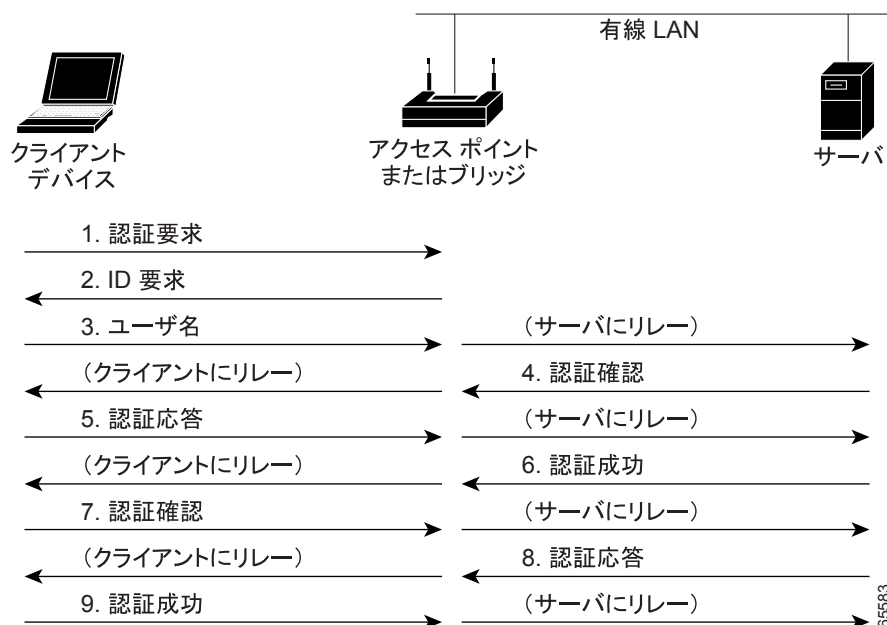 有線 LAN
クライアント
デバイス
アクセス ポイント
またはブリッジ
サーバ
1. 認証要求
2. ID 要求
3. ユーザ名
（サーバにリレー）
（クライアントにリレー）
4. 認証確認
5. 認証応答
（サーバにリレー）
（クライアントにリレー）
6. 認証成功
7. 認証確認
（サーバにリレー）
（クライアントにリレー）
8. 認証応答
9. 認証成功
（サーバにリレー）
65583